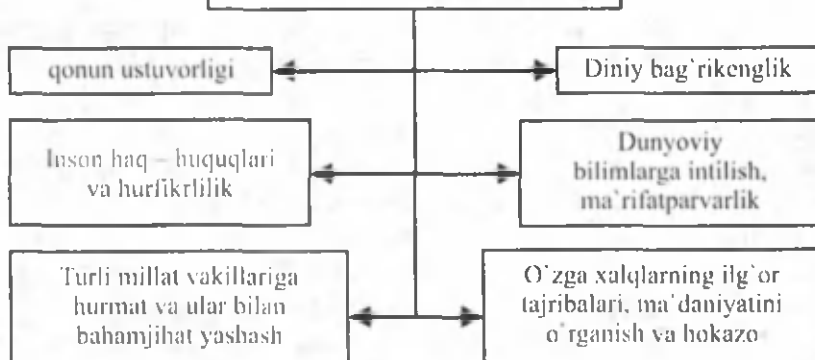 qonun ustuvorligi
Diniy bag`rikenglik
Inson haq – huquqlari
va hurfikrlilik
Dunyoviy
bilimlarga intilish,
ma`rifatparvarlik
Turli millat vakillariga
hurmat va ular bilan
bahamjihat yashash
O`zga xalqlarning ilg`or
tajribalari, ma`daniyatini
o`rganish va hokazo